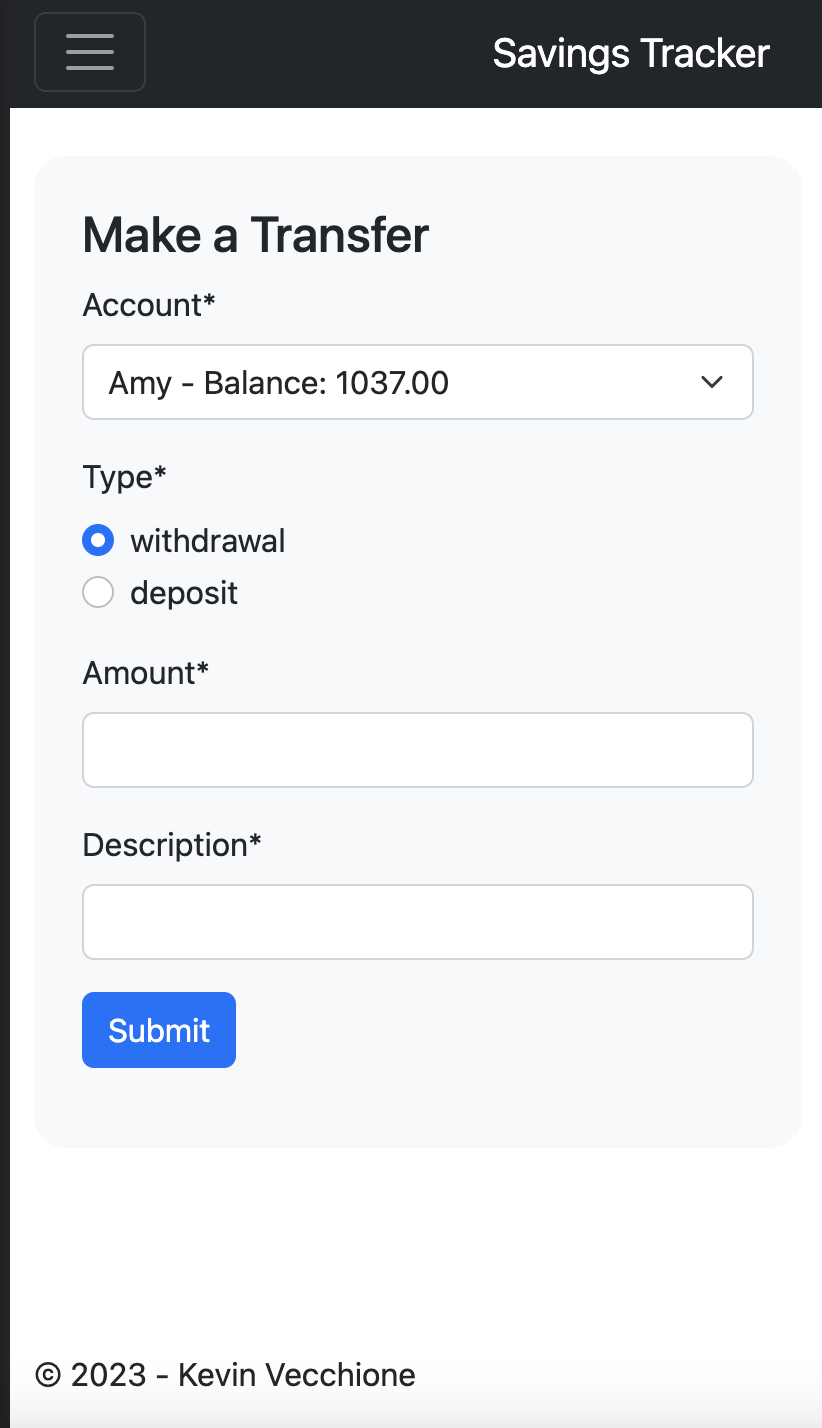 Savings Tracker
Make a Transfer
Account*
Amy - Balance: 1037.00
Type*
withdrawal
deposit
Amount*
Description*
Submit
© 2023 - Kevin Vecchione